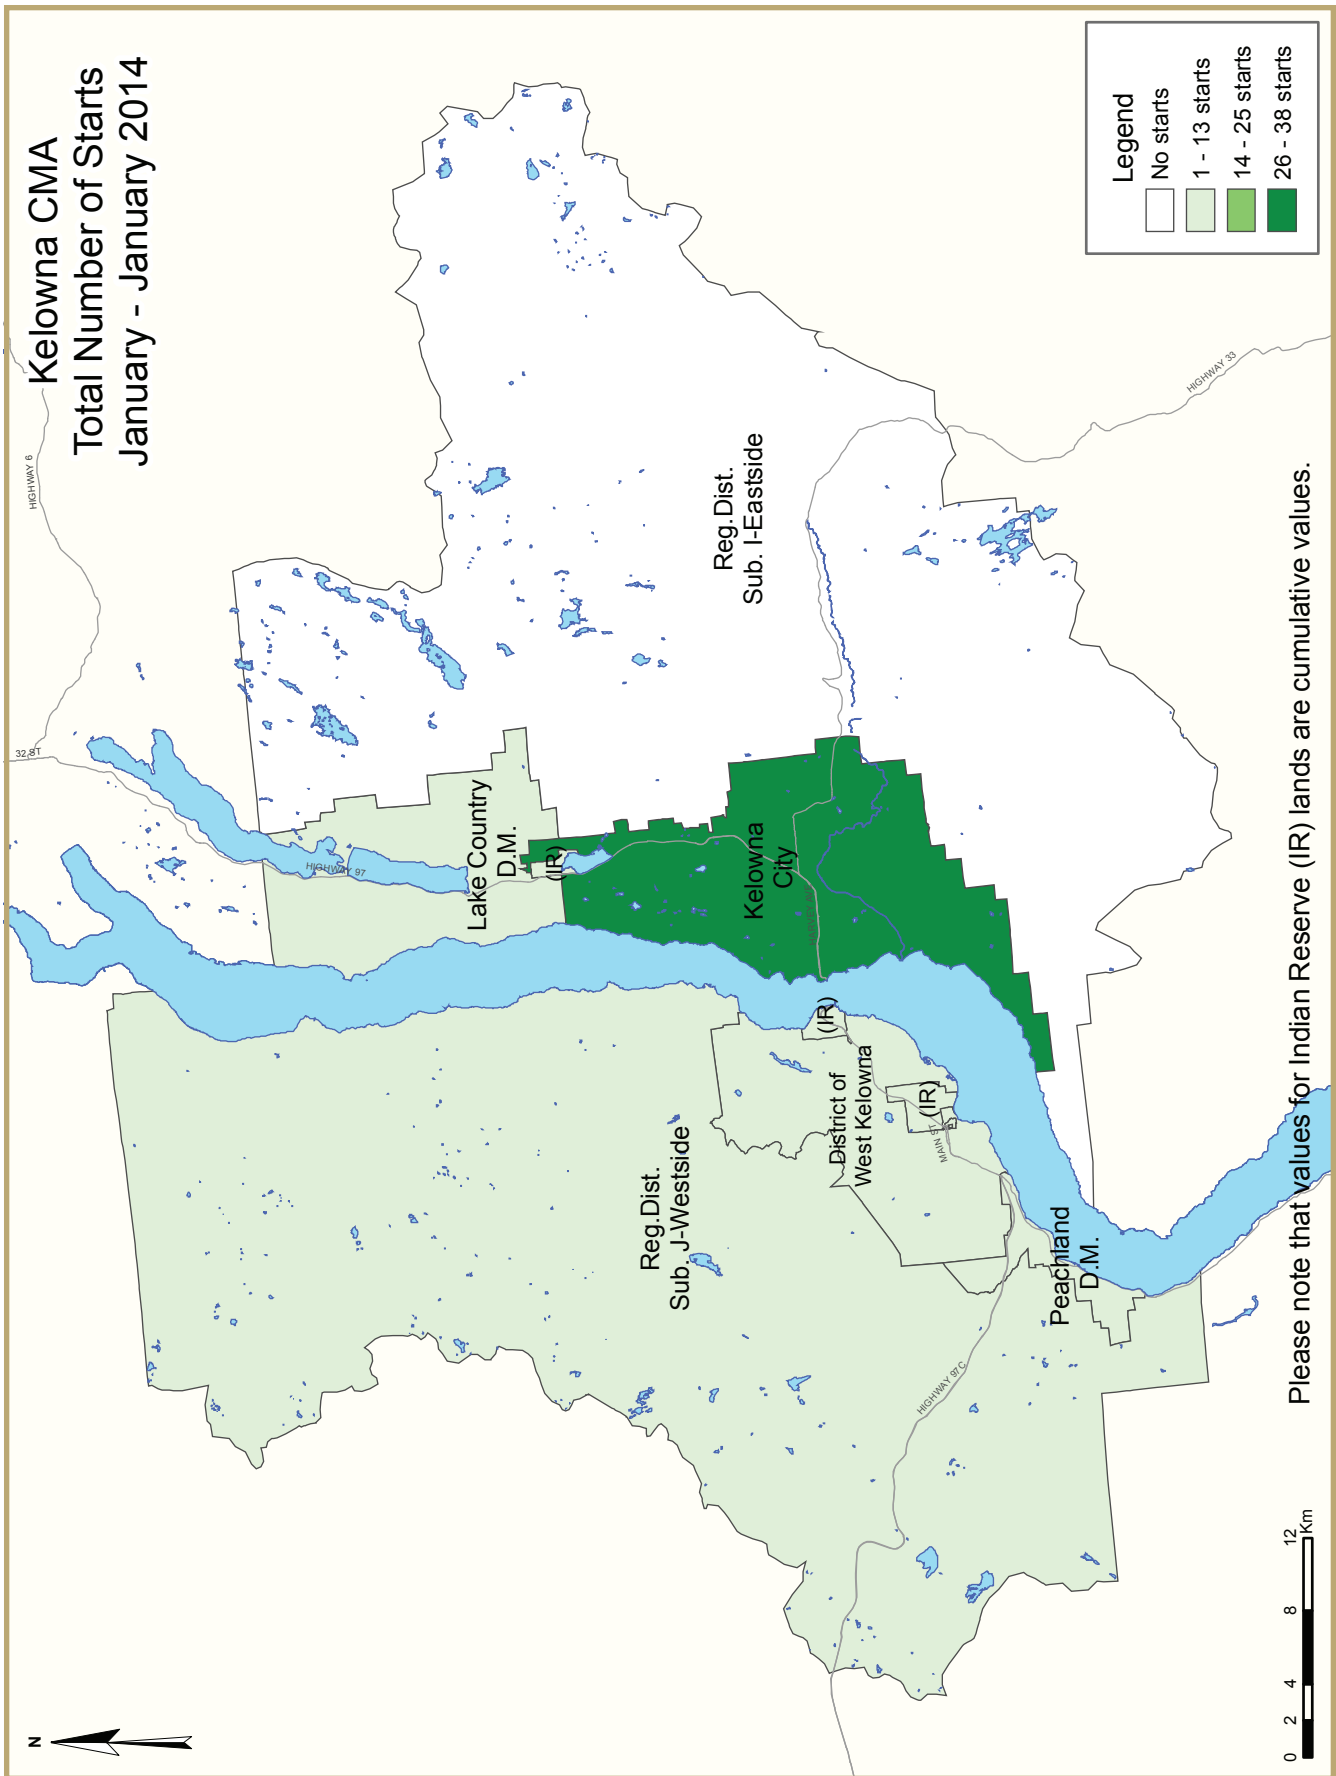 Kelowna CMA
Total Number of Starts
January - January 2014
N
HIGHWAY 6
32 ST
HIGHWAY 97
Lake Country
D.M.
(IR)
Kelowna
City
HARVEY AVE
Reg.Dist.
Sub. I-Eastside
HIGHWAY 33
Reg.Dist.
Sub. J-Westside
(IR)
District of
West Kelowna
(IR)
MAIN ST
Peachland
D.M.
HIGHWAY 97C
Legend
No starts
1 - 13 starts
14 - 25 starts
26 - 38 starts
0 2 4 8 12
Km
Please note that values for Indian Reserve (IR) lands are cumulative values.